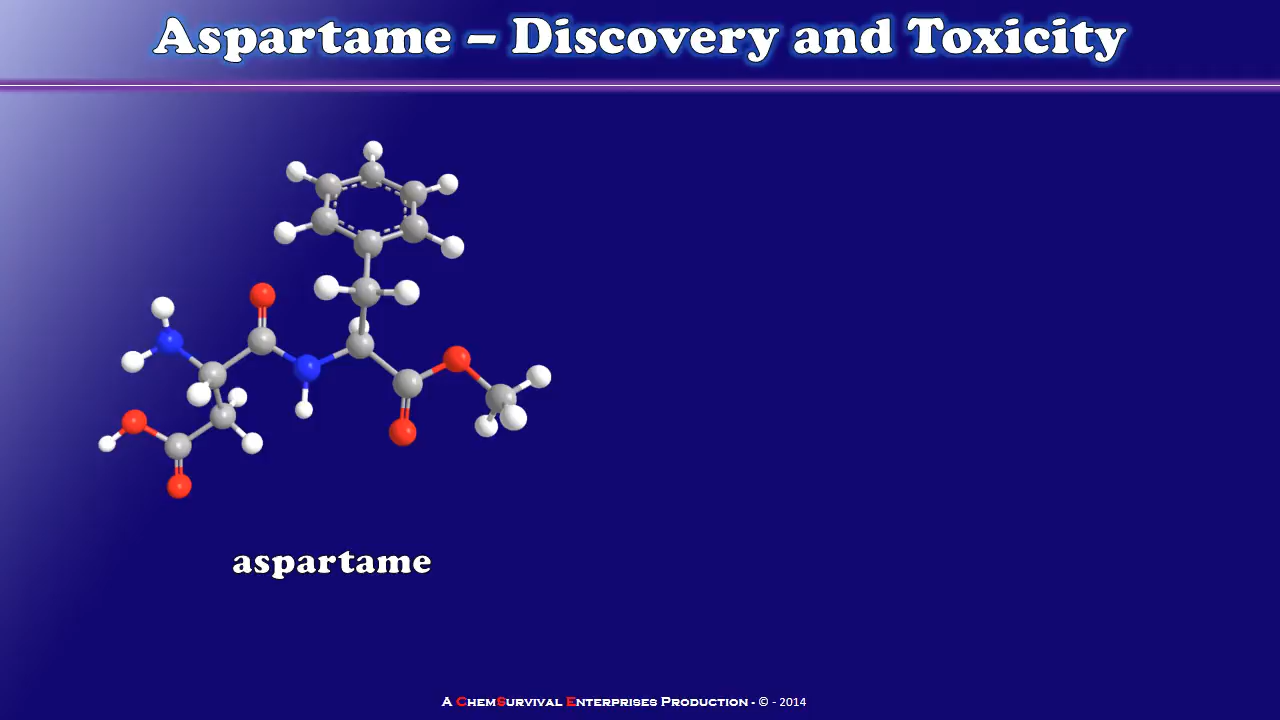 Aspartame – Discovery and Toxicity
aspartame
A ChemSurvival Enterprises Production - © - 2014